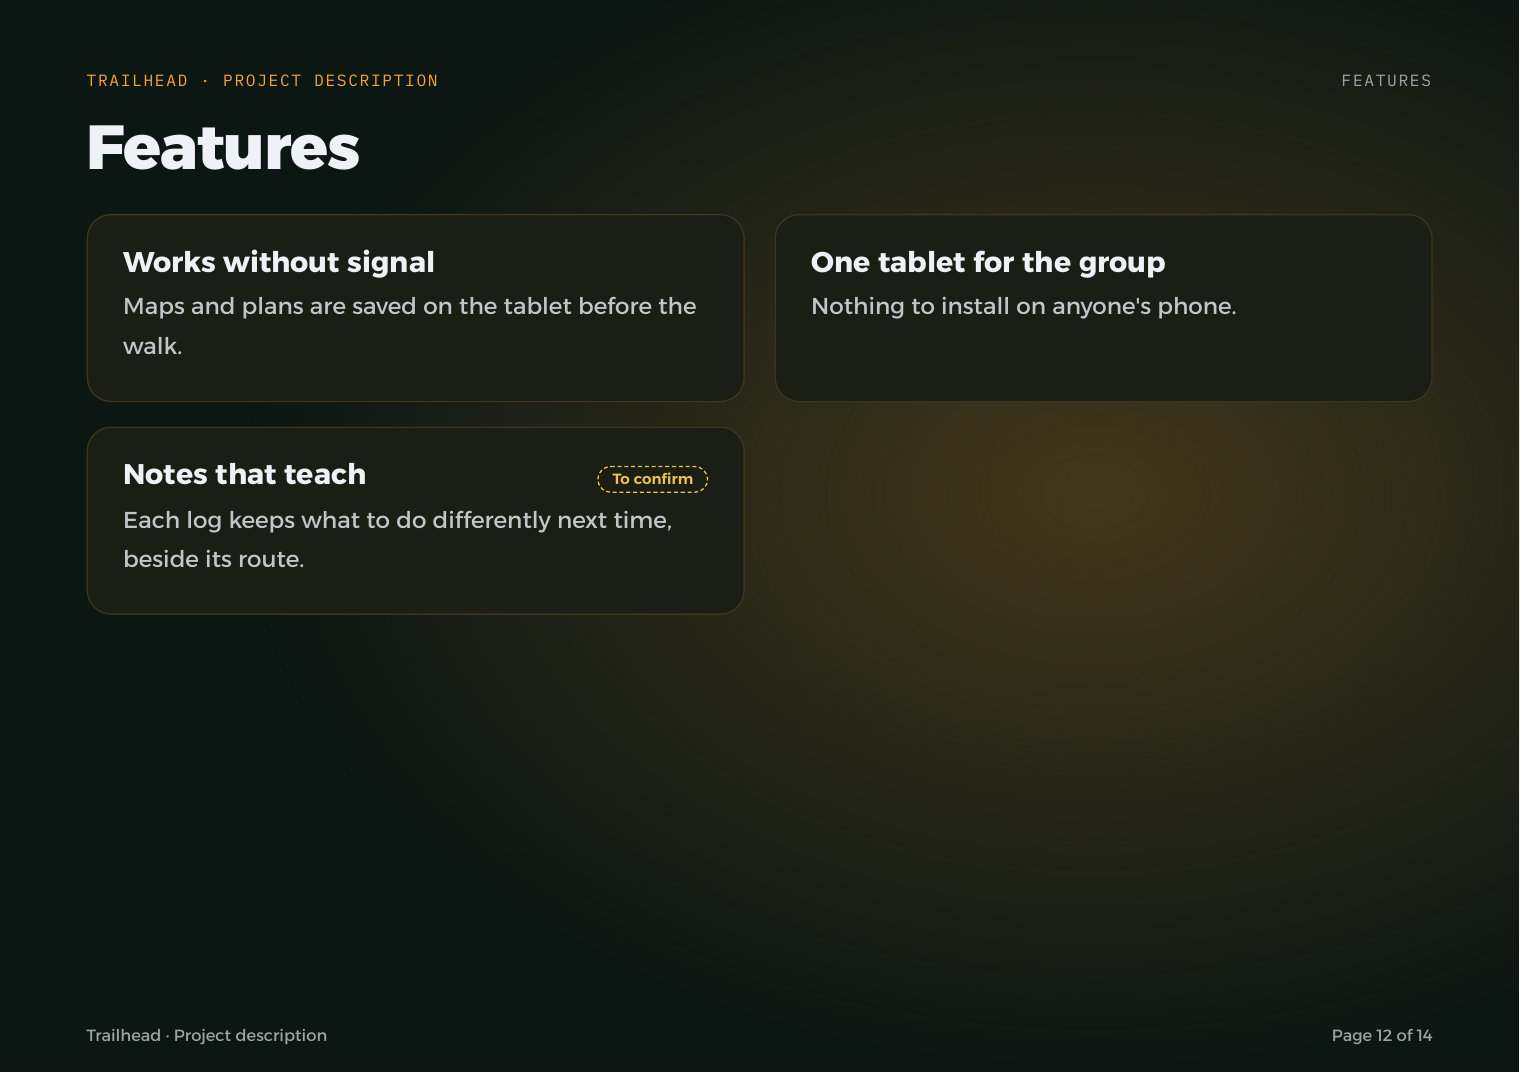 TRAILHEAD · PROJECT DESCRIPTION
FEATURES
Features
Works without signal
Maps and plans are saved on the tablet before the
walk.
One tablet for the group
Nothing to install on anyone's phone.
Notes that teach
To confirm
Each log keeps what to do differently next time,
beside its route.
Trailhead · Project description
Page 12 of 14